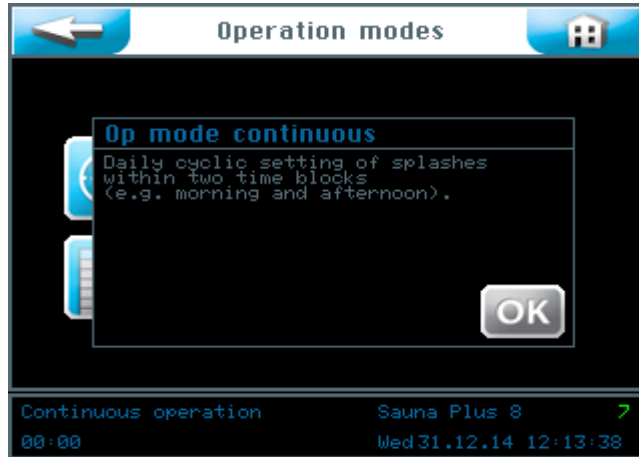 Operation modes
Op mode continuous
Daily cyclic setting of splashes
within two time blocks
(e.g. morning and afternoon).
OK
Continuous operation Sauna Plus 8 7
00:00 Wed 31.12.14 12:13:38